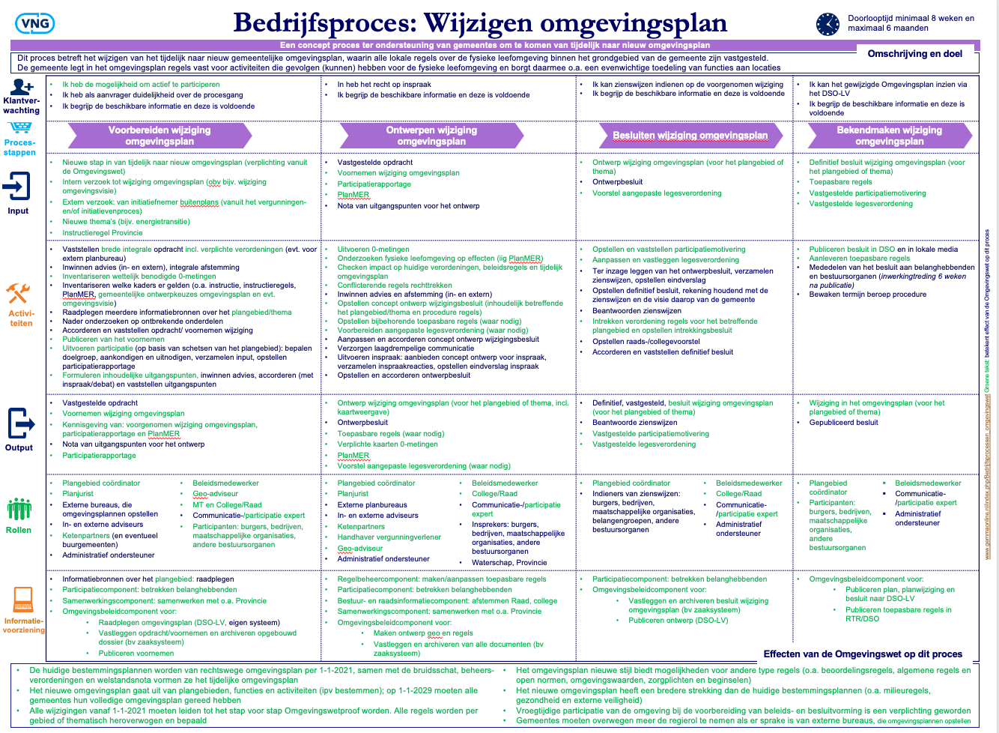 VNG
Bedrijfsproces: Wijzigen omgevingsplan
Doorlooptijd minimaal 8 weken en
maximaal 6 maanden
Een concept proces ter ondersteuning van gemeentes om te komen van tijdelijk naar nieuw omgevingsplan
Omschrijving en doel
Dit proces betreft het wijzigen van het tijdelijk naar nieuw gemeentelijke omgevingsplan, waarin alle lokale regels over de fysieke leefomgeving binnen het grondgebied van de gemeente zijn vastgesteld.
De gemeente legt in het omgevingsplan regels vast voor activiteiten die gevolgen (kunnen) hebben voor de fysieke leefomgeving en borgt daarmee o.a. een evenwichtige toedeling van functies aan locaties
Klantver-
wachting
• Ik heb de mogelijkheid om actief te participeren
• Ik heb als aanvrager duidelijkheid over de procesgang
• Ik begrijp de beschikbare informatie en deze is voldoende
• In heb het recht op inspraak
• Ik begrijp de beschikbare informatie en deze is voldoende
• Ik kan zienswijzen indienen op de voorgenomen wijziging
• Ik begrijp de beschikbare informatie en deze is voldoende
• Ik kan het gewijzigde Omgevingsplan inzien via
het DSO-LV
• Ik begrijp de beschikbare informatie en deze is
voldoende
Proces-
stappen
Voorbereiden wijziging
omgevingsplan
Ontwerpen wijziging
omgevingsplan
Besluiten wijziging omgevingsplan
Bekendmaken wijziging
omgevingsplan
Input
• Nieuwe stap in van tijdelijk naar nieuw omgevingsplan (verplichting vanuit
de Omgevingswet)
• Intern verzoek tot wijziging omgevingsplan (obv bijv. wijziging
omgevingsvisie)
• Extern verzoek: van initiatiefnemer buitenplans (vanuit het vergunningen-
en/of initiatievenproces)
• Nieuwe thema's (bijv. energietransitie)
• Instructieregel Provincie
• Vastgestelde opdracht
• Voornemen wijziging omgevingsplan
• Participatierapportage
• PlanMER
• Nota van uitgangspunten voor het ontwerp
• Ontwerp wijziging omgevingsplan (voor het plangebied of
thema)
• Ontwerpbesluit
• Voorstel aangepaste legesverordening
• Definitief besluit wijziging omgevingsplan (voor
het plangebied of thema)
• Toepasbare regels
• Vastgestelde participatiemotivering
• Vastgestelde legesverordening
Activi-
teiten
• Vaststellen brede integrale opdracht incl. verplichte verordeningen (evt. voor
extern planbureau)
• Inwinnen advies (in- en extern), integrale afstemming
• Inventariseren wettelijk benodigde 0-metingen
• Inventariseren welke kaders er gelden (o.a. instructie, instructieregels,
PlanMER, gemeentelijke ontwerpkeuzes omgevingsplan en evt.
omgevingsvisie)
• Raadplegen meerdere informatiebronnen over het plangebied/thema
• Nader onderzoeken op ontbrekende onderdelen
• Accorderen en vaststellen opdracht/ voornemen wijziging
• Publiceren van het voornemen
• Uitvoeren participatie (op basis van schetsen van het plangebied): bepalen
doelgroep, aankondigen en uitnodigen, verzamelen input, opstellen
participatierapportage
• Formuleren inhoudelijke uitgangspunten, inwinnen advies, accorderen (met
inspraak/debat) en vaststellen uitgangspunten
• Uitvoeren 0-metingen
• Onderzoeken fysieke leefomgeving op effecten (iig PlanMER)
• Checken impact op huidige verordeningen, beleidsregels en tijdelijk
omgevingsplan
• Conflicterende regels rechttrekken
• Inwinnen advies en afstemming (in- en extern)
• Opstellen concept ontwerp wijzigingsbesluit (inhoudelijk betreffende
het plangebied/thema en procedure regels)
• Opstellen bijbehorende toepasbare regels (waar nodig)
• Voorbereiden aangepaste legesverordening (waar nodig)
• Aanpassen en accorderen concept ontwerp wijzigingsbesluit
• Verzorgen laagdrempelige communicatie
• Uitvoeren inspraak: aanbieden concept ontwerp voor inspraak,
verzamelen inspraakreacties, opstellen eindverslag inspraak
• Opstellen en accorderen ontwerpbesluit
• Opstellen en vaststellen participatiemotivering
• Aanpassen en vastleggen legesverordening
• Ter inzage leggen van het ontwerpbesluit, verzamelen
zienswijzen, opstellen eindverslag
• Opstellen definitief besluit, rekening houdend met de
zienswijzen en de visie daarop van de gemeente
• Beantwoorden zienswijzen
• Intrekken verordening regels voor het betreffende
plangebied en opstellen intrekkingsbesluit
• Opstellen raads-/collegevoorstel
• Accorderen en vaststellen definitief besluit
• Publiceren besluit in DSO en in lokale media
• Aanleveren toepasbare regels
• Mededelen van het besluit aan belanghebbenden
en bestuursorganen (inwerkingtreding 6 weken
na publicatie)
• Bewaken termijn beroep procedure
Output
• Vastgestelde opdracht
• Voornemen wijziging omgevingsplan
• Kennisgeving van: voorgenomen wijziging omgevingsplan,
participatierapportage en PlanMER
• Nota van uitgangspunten voor het ontwerp
• Participatierapportage
• Ontwerp wijziging omgevingsplan (voor het plangebied of thema, incl.
kaartweergave)
• Ontwerpbesluit
• Toepasbare regels (waar nodig)
• Verplichte kaarten 0-metingen
• PlanMER
• Voorstel aangepaste legesverordening (waar nodig)
• Definitief, vastgesteld, besluit wijziging omgevingsplan
(voor het plangebied of thema)
• Beantwoorde zienswijzen
• Vastgestelde participatiemotivering
• Vastgestelde legesverordening
• Wijziging in het omgevingsplan (voor het
plangebied of thema)
• Gepubliceerd besluit
Rollen
• Plangebied coördinator
• Planjurist
• Externe bureaus, die
omgevingsplannen opstellen
• In- en externe adviseurs
• Ketenpartners (en eventueel
buurgemeenten)
• Administratief ondersteuner
• Beleidsmedewerker
• Geo-adviseur
• MT en College/Raad
• Communicatie-/participatie expert
• Participanten: burgers, bedrijven,
maatschappelijke organisaties,
andere bestuursorganen
• Plangebied coördinator
• Planjurist
• Externe planbureaus
• In- en externe adviseurs
• Ketenpartners
• Handhaver vergunningverlener
• Geo-adviseur
• Administratief ondersteuner
• Beleidsmedewerker
• College/Raad
• Communicatie-/participatie
expert
• Insprekers: burgers,
bedrijven, maatschappelijke
organisaties, andere
bestuursorganen
• Waterschap, Provincie
• Plangebied coördinator
• Indieners van zienswijzen:
burgers, bedrijven,
maatschappelijke organisaties,
belangengroepen, andere
bestuursorganen
• Beleidsmedewerker
• College/Raad
• Communicatie-
/participatie expert
• Administratief
ondersteuner
• Plangebied
coördinator
• Participanten:
burgers, bedrijven,
maatschappelijke
organisaties,
andere
bestuursorganen
▪ Beleidsmedewerker
▪ Communicatie-
/participatie expert
▪ Administratief
ondersteuner
Informatie-
voorziening
• Informatiebronnen over het plangebied: raadplegen
• Participatiecomponent: betrekken belanghebbenden
• Samenwerkingscomponent: samenwerken met o.a. Provincie
• Omgevingsbeleidcomponent voor:
• Raadplegen omgevingsplan (DSO-LV, eigen systeem)
• Vastleggen opdracht/voornemen en archiveren opgebouwd
dossier (bv zaaksysteem)
• Publiceren voornemen
• Regelbeheercomponent: maken/aanpassen toepasbare regels
• Participatiecomponent: betrekken belanghebbenden
• Bestuur- en raadsinformatiecomponent: afstemmen Raad, college
• Samenwerkingscomponent: samenwerken met o.a. Provincie
• Omgevingsbeleidcomponent voor:
• Maken ontwerp geo en regels
• Vastleggen en archiveren van alle documenten (bv
zaaksysteem)
• Participatiecomponent: betrekken belanghebbenden
• Omgevingsbeleidcomponent voor:
• Vastleggen en archiveren besluit wijziging
omgevingsplan (bv zaaksysteem)
• Publiceren ontwerp (DSO-LV)
• Omgevingsbeleidcomponent voor:
• Publiceren plan, planwijziging en
besluit naar DSO-LV
• Publiceren toepasbare regels in
RTR/DSO
www.gemmaonline.nl/index.php/Bedrijfsprocessen_omgevingswet Groene tekst: betekent effect van de Omgevingswet op dit proces
Effecten van de Omgevingswet op dit proces
• De huidige bestemmingsplannen worden van rechtswege omgevingsplan per 1-1-2021, samen met de bruidsschat, beheers-
verordeningen en welstandsnota vormen ze het tijdelijke omgevingsplan
• Het nieuwe omgevingsplan gaat uit van plangebieden, functies en activiteiten (ipv bestemmen); op 1-1-2029 moeten alle
gemeentes hun volledige omgevingsplan gereed hebben
• Alle wijzigingen vanaf 1-1-2021 moeten leiden tot het stap voor stap Omgevingswetproof worden. Alle regels worden per
gebied of thematisch heroverwogen en bepaald
• Het omgevingsplan nieuwe stijl biedt mogelijkheden voor andere type regels (o.a. beoordelingsregels, algemene regels en
open normen, omgevingswaarden, zorgplichten en beginselen)
• Het nieuwe omgevingsplan heeft een bredere strekking dan de huidige bestemmingsplannen (o.a. milieuregels,
gezondheid en externe veiligheid)
• Vroegtijdige participatie van de omgeving bij de voorbereiding van beleids- en besluitvorming is een verplichting geworden
• Gemeentes moeten overwegen meer de regierol te nemen als er sprake is van externe bureaus, die omgevingsplannen opstellen